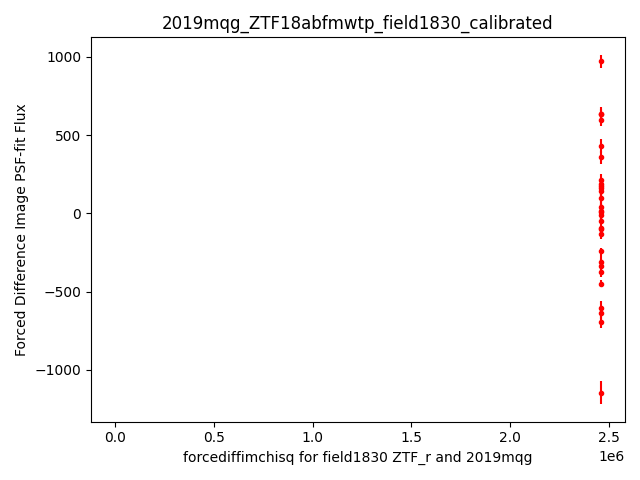 2019mqg_ZTF18abfmwtp_field1830_calibrated
Forced Difference Image PSF-fit Flux
1000
500
0
−500
−1000
0.0 0.5 1.0 1.5 2.0 2.5
1e6
forcediffimchisq for field1830 ZTF_r and 2019mqg